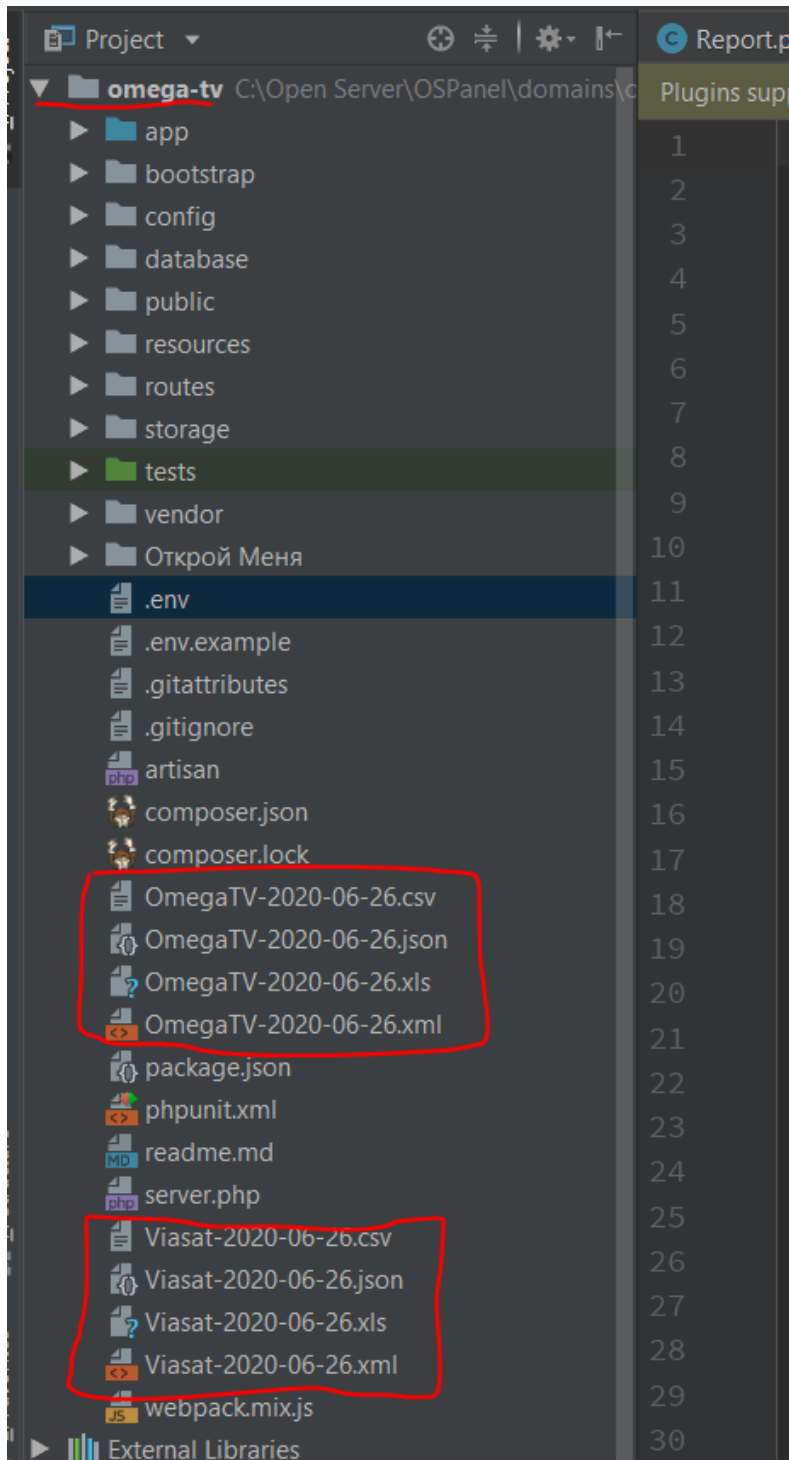 Project
Report.p
omega-tv C:\Open Server\OSPanel\domains\o
Plugins supp
app
bootstrap
config
database
public
resources
routes
storage
tests
vendor
Открой Меня
.env
.env.example
.gitattributes
.gitignore
php artisan
composer.json
composer.lock
OmegaTV-2020-06-26.csv
OmegaTV-2020-06-26.json
OmegaTV-2020-06-26.xls
OmegaTV-2020-06-26.xml
package.json
phpunit.xml
MD readme.md
php server.php
Viasat-2020-06-26.csv
Viasat-2020-06-26.json
Viasat-2020-06-26.xls
Viasat-2020-06-26.xml
JS webpack.mix.js
External Libraries
1
2
3
4
5
6
7
8
9
10
11
12
13
14
15
16
17
18
19
20
21
22
23
24
25
26
27
28
29
30